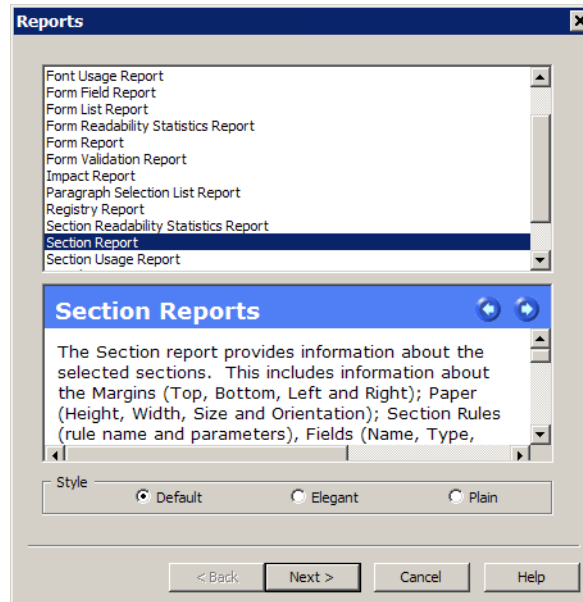 Reports
Font Usage Report
Form Field Report
Form List Report
Form Readability Statistics Report
Form Report
Form Validation Report
Impact Report
Paragraph Selection List Report
Registry Report
Section Readability Statistics Report
Section Report
Section Usage Report
Section Reports
The Section report provides information about the
selected sections. This includes information about
the Margins (Top, Bottom, Left and Right); Paper
(Height, Width, Size and Orientation); Section Rules
(rule name and parameters), Fields (Name, Type,
Style
Default Elegant Plain
< Back Next > Cancel Help